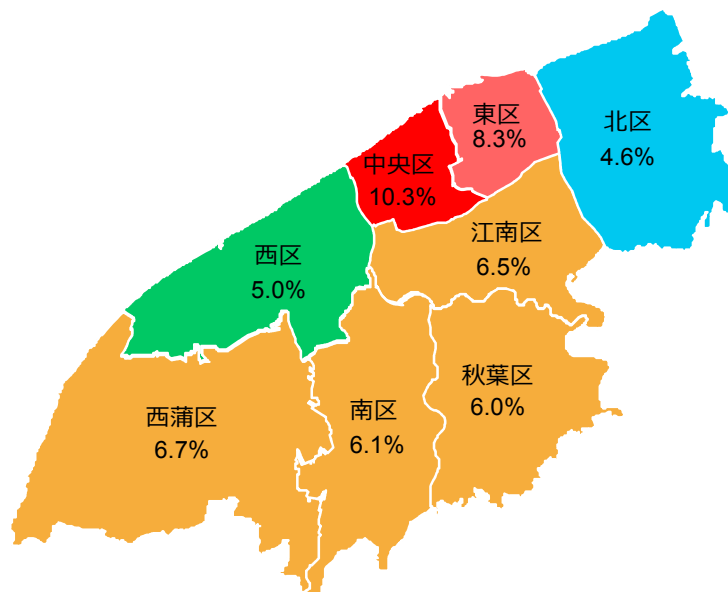 東区
8.3%
北区
4.6%
中央区
10.3%
江南区
6.5%
西区
5.0%
秋葉区
6.0%
西蒲区
6.7%
南区
6.1%